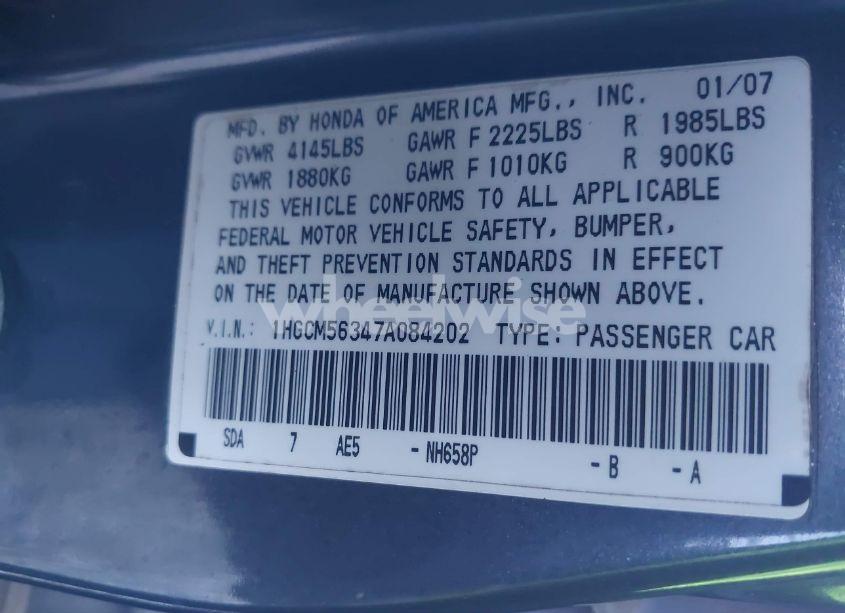 MFD. BY HONDA OF AMERICA MFG., INC. 01/07
GVWR 4145LBS GAWR F 2225LBS R 1985LBS
GVWR 1880KG GAWR F 1010KG R 900KG
THIS VEHICLE CONFORMS TO ALL APPLICABLE
FEDERAL MOTOR VEHICLE SAFETY, BUMPER,
AND THEFT PREVENTION STANDARDS IN EFFECT
ON THE DATE OF MANUFACTURE SHOWN ABOVE.
wheelwise
V.I.N.: 1HGCM56347A084202 TYPE: PASSENGER CAR
SDA 7 AE5 -NH658P -B -A